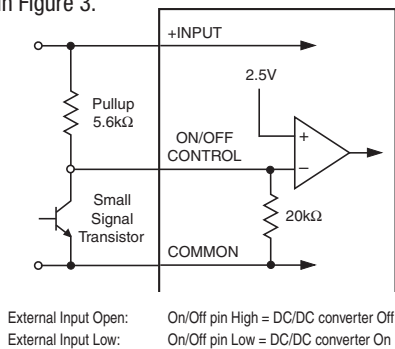 in Figure 3.
+INPUT
2.5V
Pullup
5.6kΩ
ON/OFF
CONTROL
+
–
Small
Signal
Transistor
20kΩ
COMMON
External Input Open: On/Off pin High = DC/DC converter Off
External Input Low: On/Off pin Low = DC/DC converter On